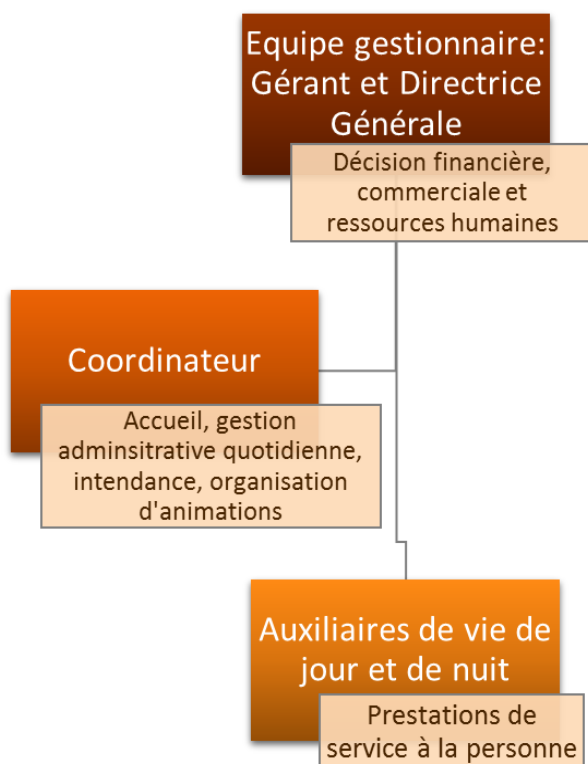 Equipe gestionnaire:
Gérant et Directrice
Générale
Décision financière,
commerciale et
ressources humaines
Coordinateur
Accueil, gestion
adminsitrative quotidienne,
intendance, organisation
d'animations
Auxiliaires de vie de
jour et de nuit
Prestations de
service à la personne